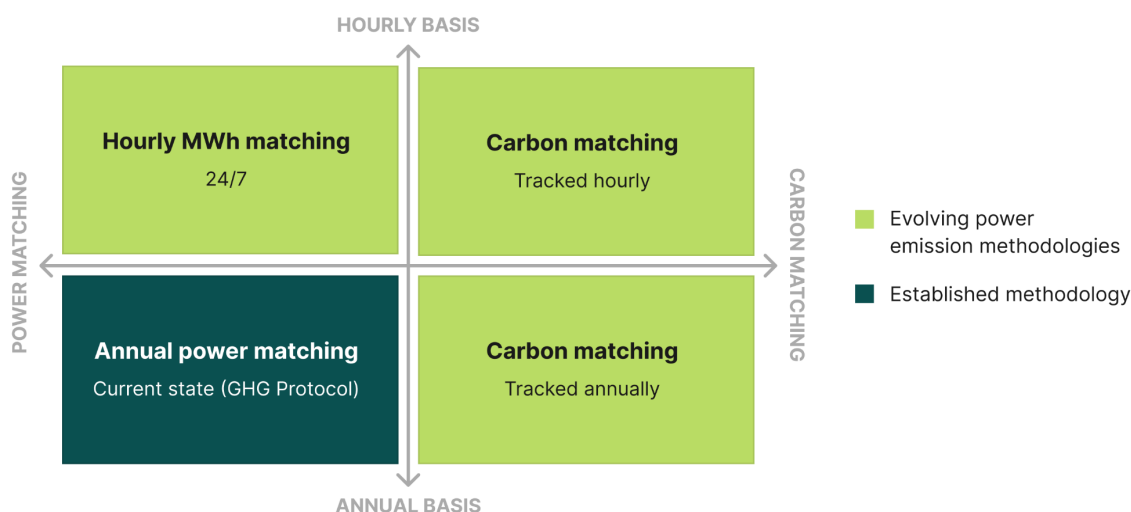 HOURLY BASIS
Hourly MWh matching
24/7
Carbon matching
Tracked hourly
POWER MATCHING
CARBON MATCHING
Evolving power
emission methodologies
Established methodology
Annual power matching
Current state (GHG Protocol)
Carbon matching
Tracked annually
ANNUAL BASIS